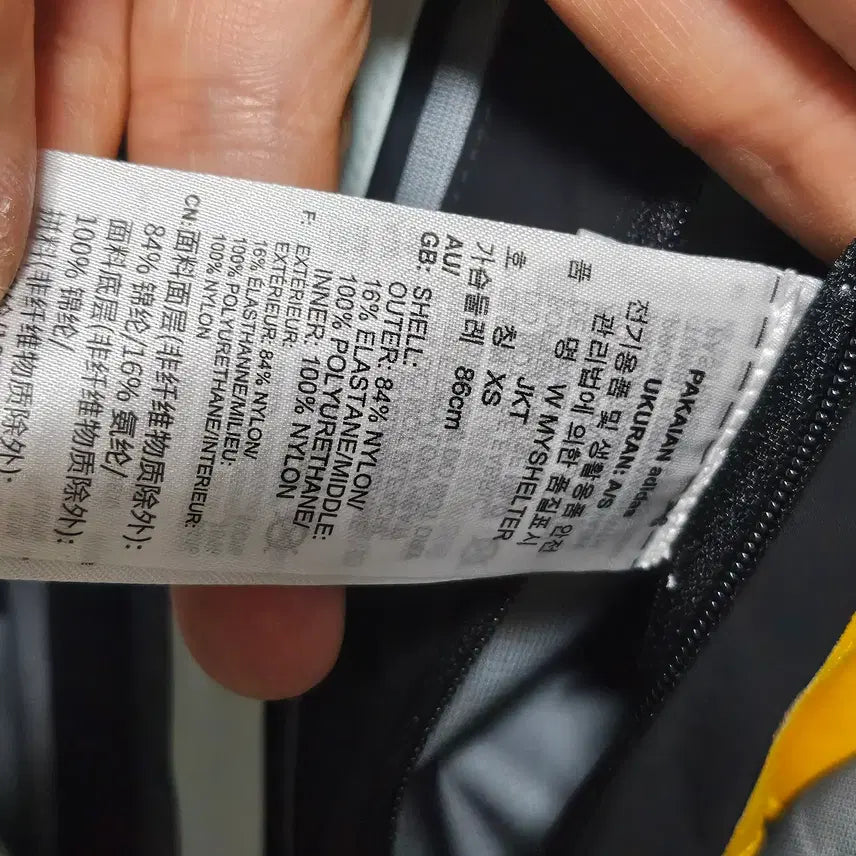 PAKAIAN adidas
UKURAN: A/S
전기용품 및 생활용품 안전
관리법에 의한 품질표시
품 명 W MYSHELTER
JKT
호 칭 XS
가슴둘레 86cm
AU/
GB: SHELL:
OUTER: 84% NYLON/
16% ELASTANE/MIDDLE:
100% POLYURETHANE/
INNER: 100% NYLON
F: EXTERIEUR:
EXTERIEUR: 84% NYLON/
16% ELASTHANNE/MILIEU:
100% POLYURETHANE/INTERIEUR:
100% NYLON
CN: 面料面层(非纤维物质除外):
84% 锦纶/16% 氨纶/
面料底层(非纤维物质除外):
100% 锦纶/